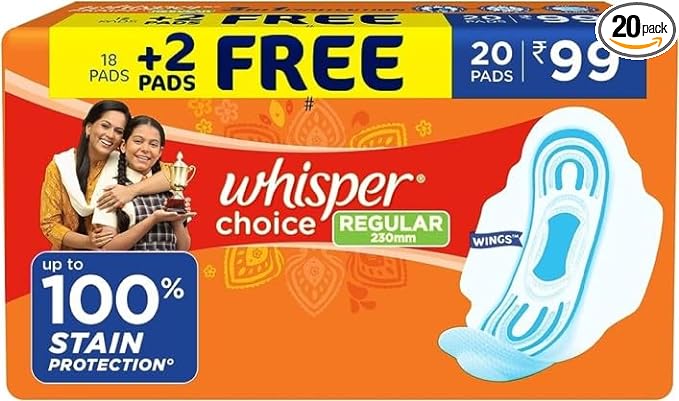 18
PADS
+2
PADS
FREE
#
20
PADS
₹99
20
pack
whisper®
choice
REGULAR
230mm
WINGS™
up to
100%
STAIN
PROTECTION°